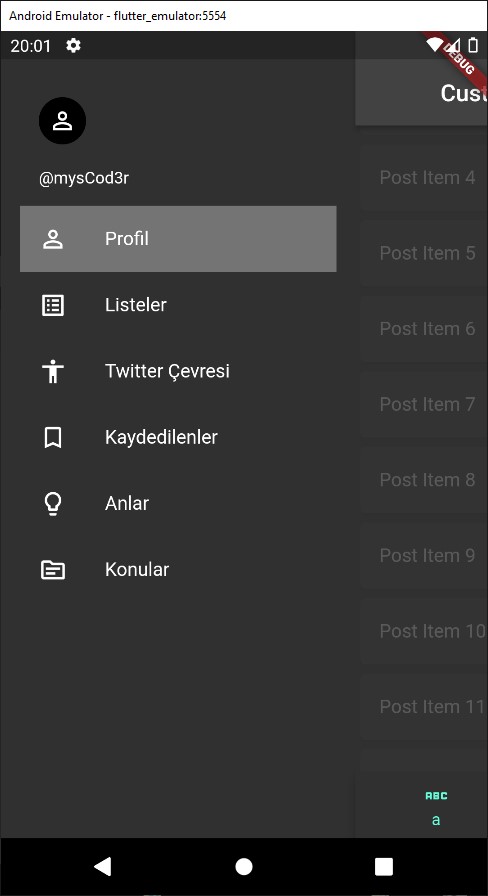 Android Emulator - flutter_emulator:5554
20:01
DEBUG
Cust
@mysCod3r
Profil
Listeler
Twitter Çevresi
Kaydedilenler
Anlar
Konular
Post Item 4
Post Item 5
Post Item 6
Post Item 7
Post Item 8
Post Item 9
Post Item 10
Post Item 11
ABC
a